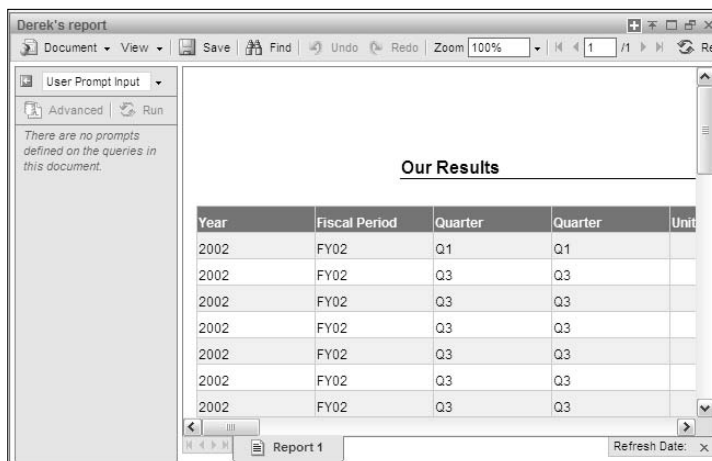 Derek's report
Document View Save Find Undo Redo Zoom 100% 1 /1 Re
User Prompt Input
Advanced Run
There are no prompts
defined on the queries in
this document.
Our Results
Year Fiscal Period Quarter Quarter Unit
2002 FY02 Q1 Q1
2002 FY02 Q3 Q3
2002 FY02 Q3 Q3
2002 FY02 Q3 Q3
2002 FY02 Q3 Q3
2002 FY02 Q3 Q3
2002 FY02 Q3 Q3
Report 1 Refresh Date: